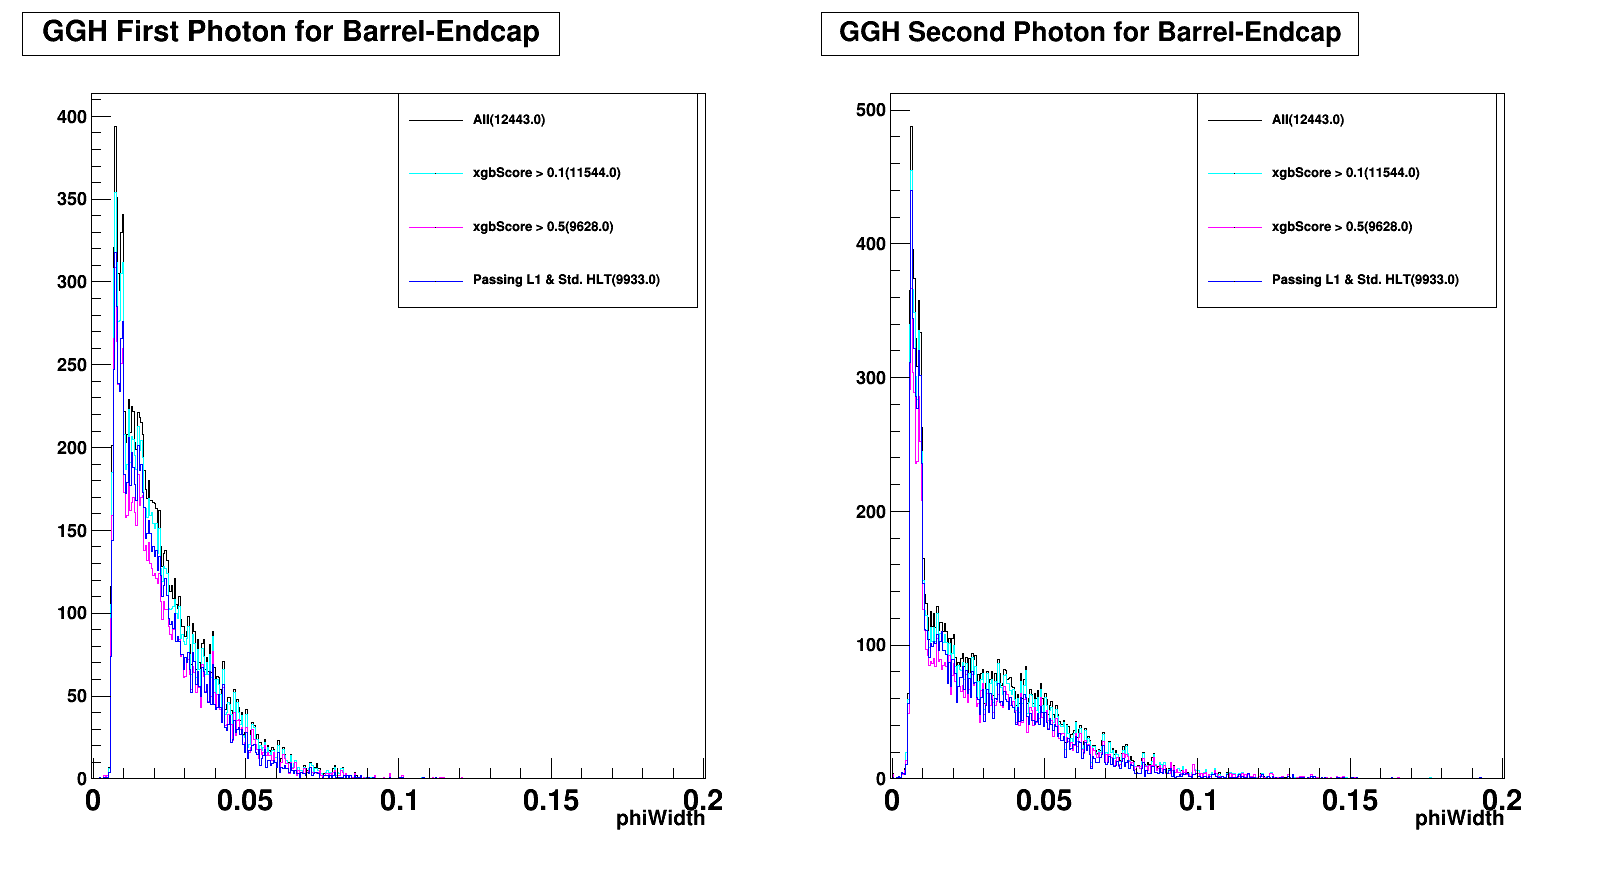 GGH First Photon for Barrel-Endcap
400
350
300
250
200
150
100
50
0
0 0.05 0.1 0.15 0.2
phiWidth
All(12443.0)
xgbScore > 0.1(11544.0)
xgbScore > 0.5(9628.0)
Passing L1 & Std. HLT(9933.0)
GGH Second Photon for Barrel-Endcap
500
400
300
200
100
0
0 0.05 0.1 0.15 0.2
phiWidth
All(12443.0)
xgbScore > 0.1(11544.0)
xgbScore > 0.5(9628.0)
Passing L1 & Std. HLT(9933.0)